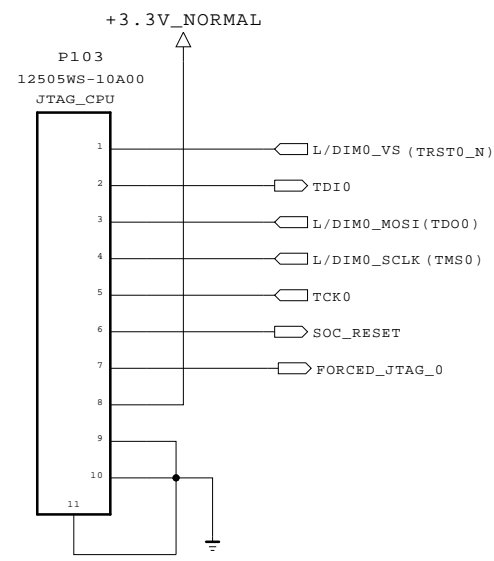 +3.3V_NORMAL
P103
12505WS-10A00
JTAG_CPU
1 L/DIM0_VS (TRST0_N)
2 TDI0
3 L/DIM0_MOSI(TDO0)
4 L/DIM0_SCLK(TMS0)
5 TCK0
6 SOC_RESET
7 FORCED_JTAG_0
8
9
10
11